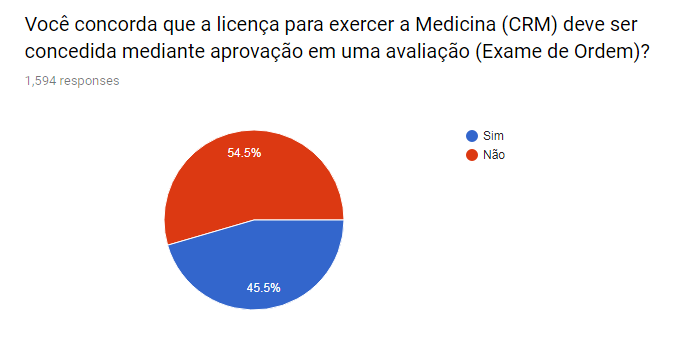 Você concorda que a licença para exercer a Medicina (CRM) deve ser
concedida mediante aprovação em uma avaliação (Exame de Ordem)?
1,594 responses
Sim
Não
54.5%
45.5%